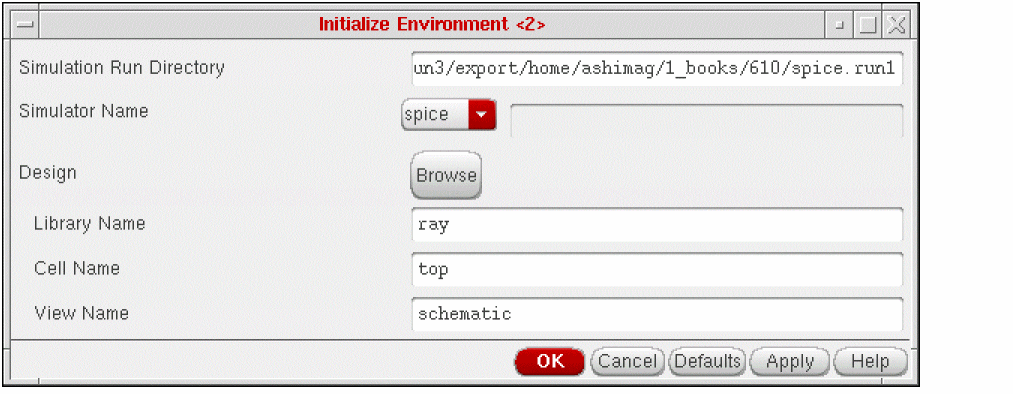 Initialize Environment <2>
Simulation Run Directory un3/export/home/ashimag/1_books/610/spice.run1
Simulator Name spice
Design Browse
Library Name ray
Cell Name top
View Name schematic
OK Cancel Defaults Apply Help